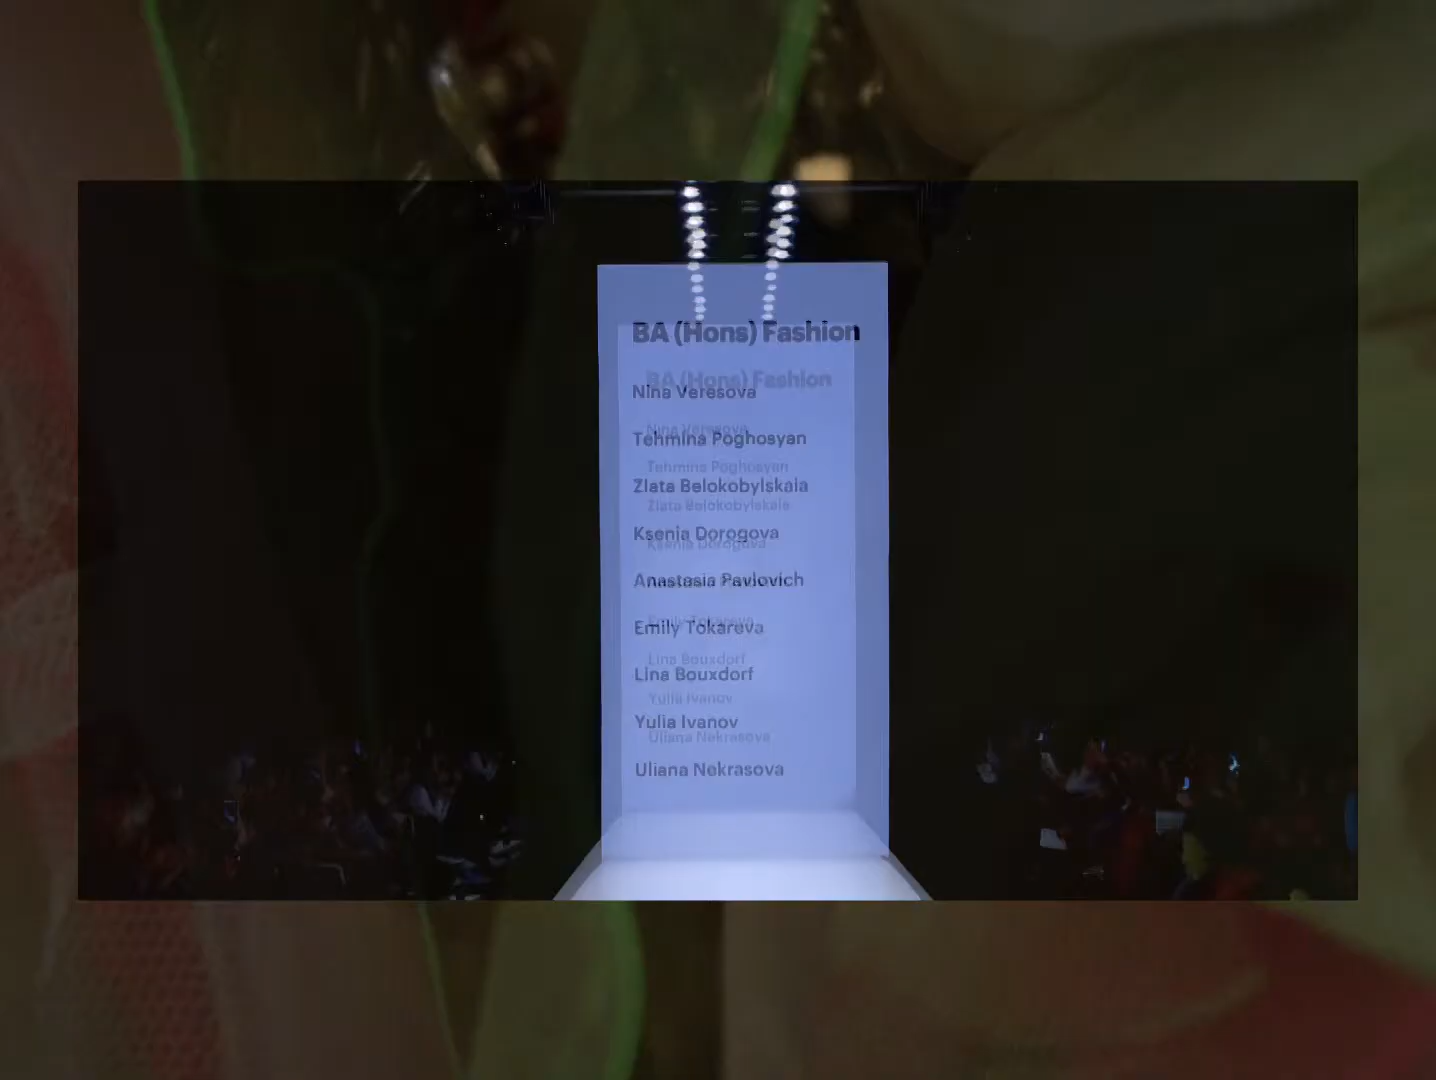 BA (Hons) Fashion
Nina Veresova
Tehmina Poghosyan
Zlata Belokobylskaia
Ksenia Dorogova
Anastasia Pavlovich
Emily Tokareva
Lina Bouxdorf
Yulia Ivanov
Uliana Nekrasova